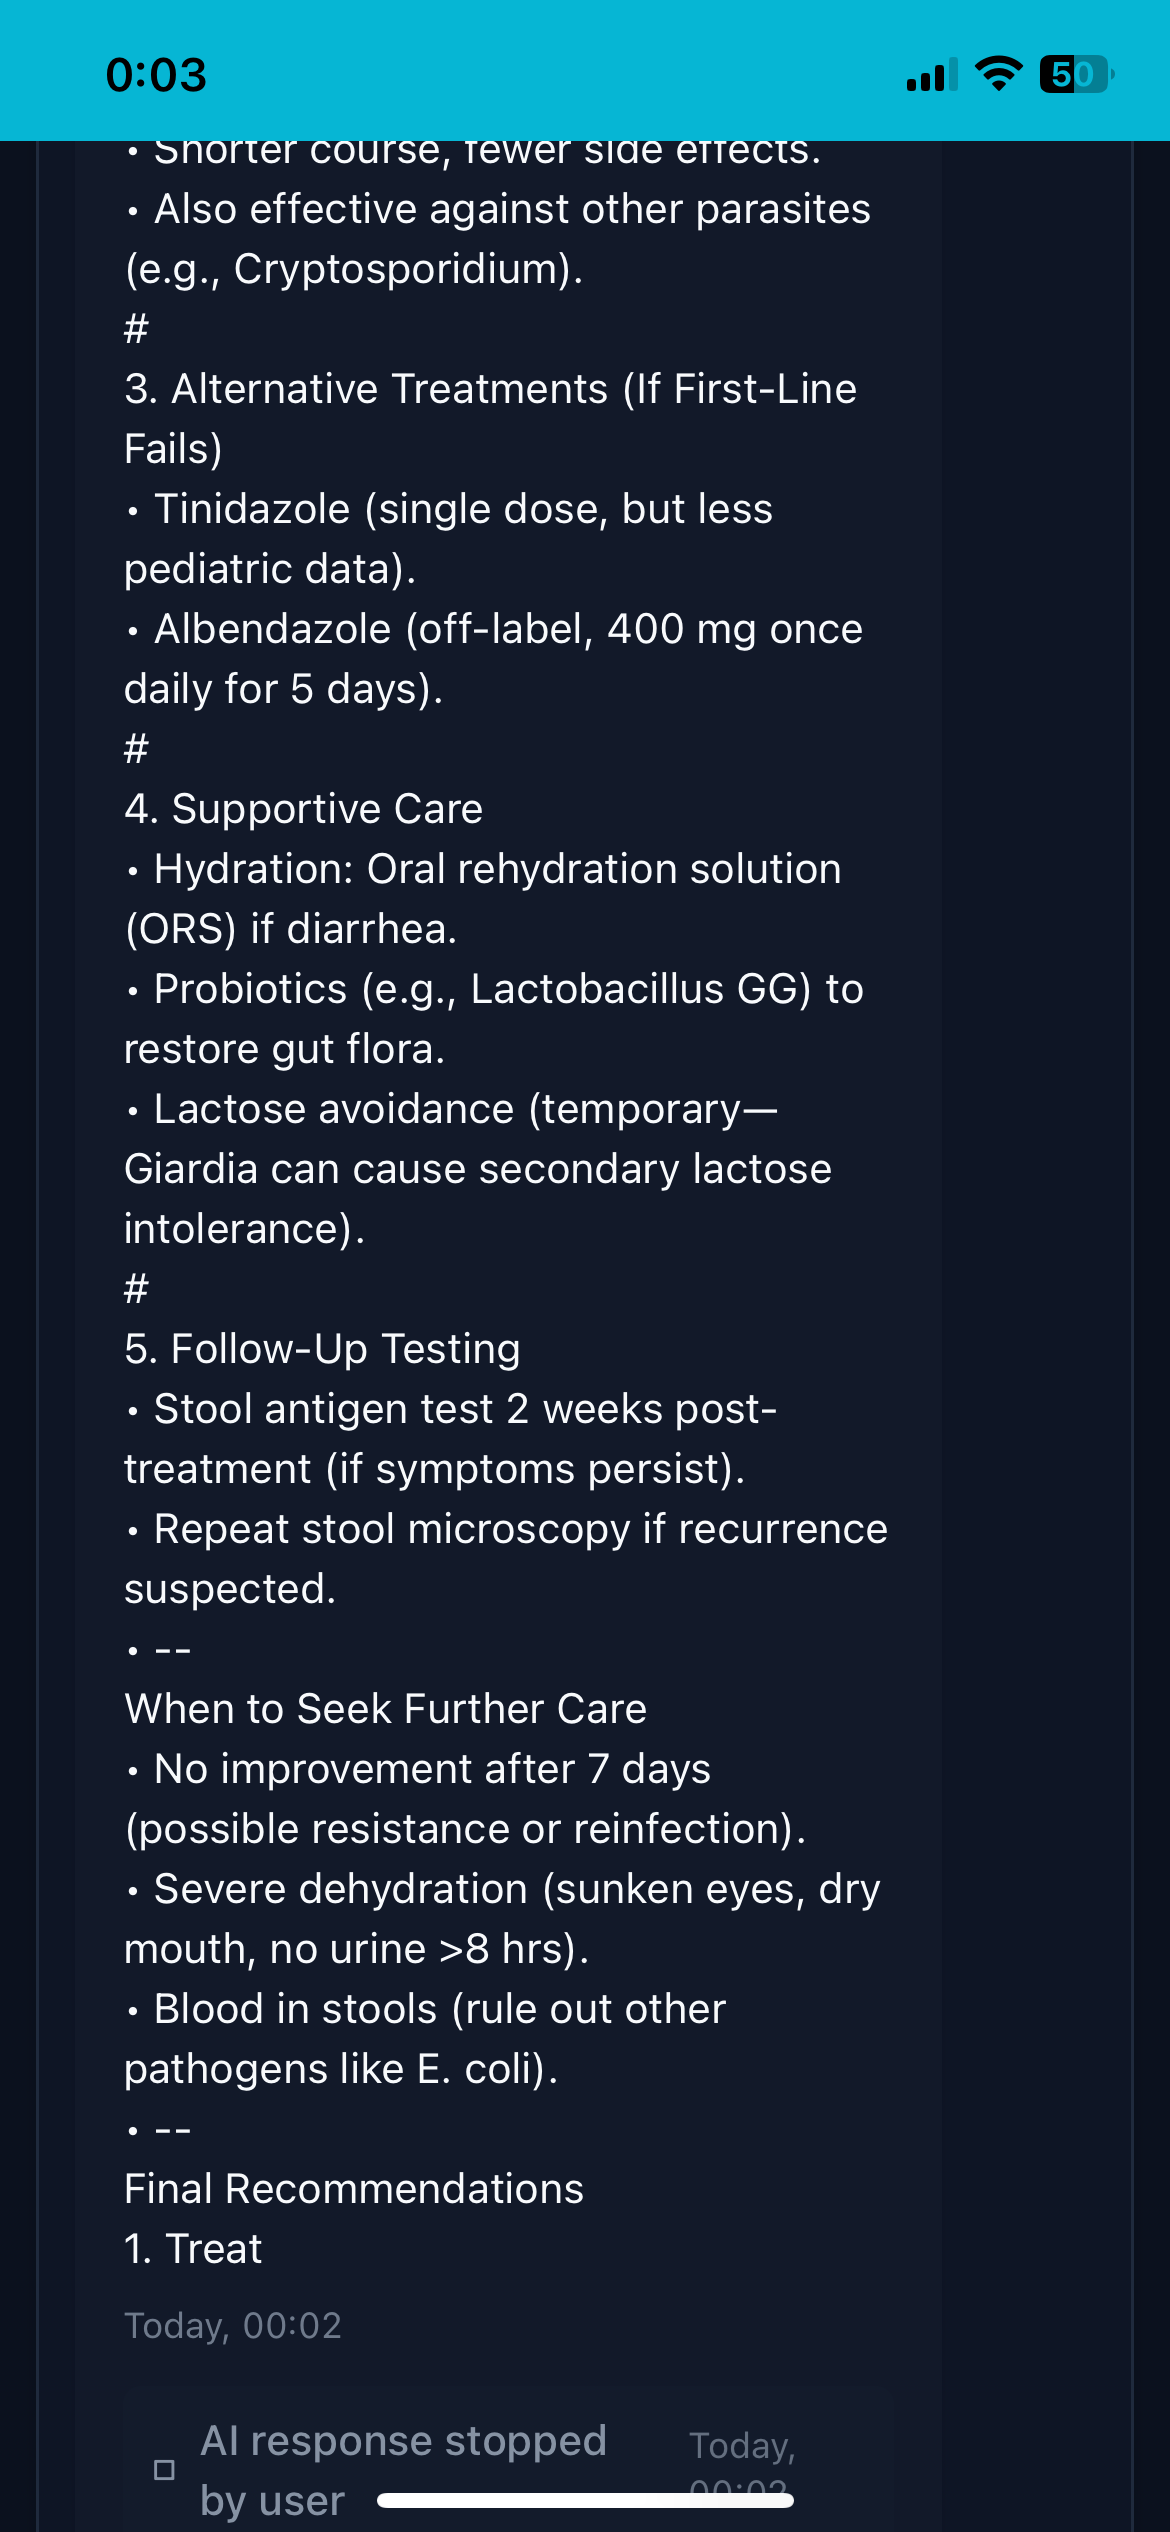 0:03
50
• Shorter course, fewer side effects.
• Also effective against other parasites
(e.g., Cryptosporidium).
#
3. Alternative Treatments (If First-Line
Fails)
• Tinidazole (single dose, but less
pediatric data).
• Albendazole (off-label, 400 mg once
daily for 5 days).
#
4. Supportive Care
• Hydration: Oral rehydration solution
(ORS) if diarrhea.
• Probiotics (e.g., Lactobacillus GG) to
restore gut flora.
• Lactose avoidance (temporary—
Giardia can cause secondary lactose
intolerance).
#
5. Follow-Up Testing
• Stool antigen test 2 weeks post-
treatment (if symptoms persist).
• Repeat stool microscopy if recurrence
suspected.
• --
When to Seek Further Care
• No improvement after 7 days
(possible resistance or reinfection).
• Severe dehydration (sunken eyes, dry
mouth, no urine >8 hrs).
• Blood in stools (rule out other
pathogens like E. coli).
• --
Final Recommendations
1. Treat
Today, 00:02
AI response stopped
by user
Today,
00:02